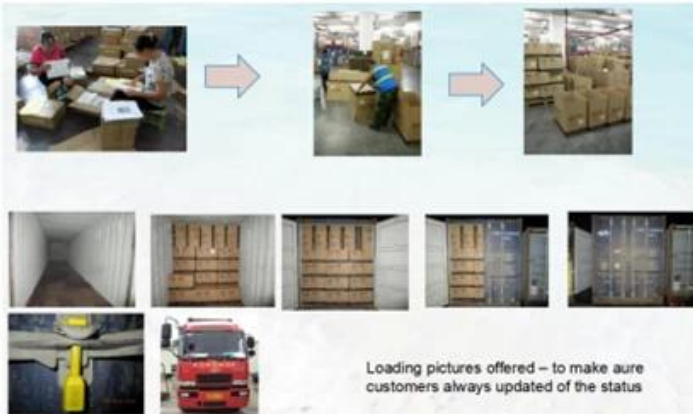 Loading pictures offered – to make aure
customers always updated of the status